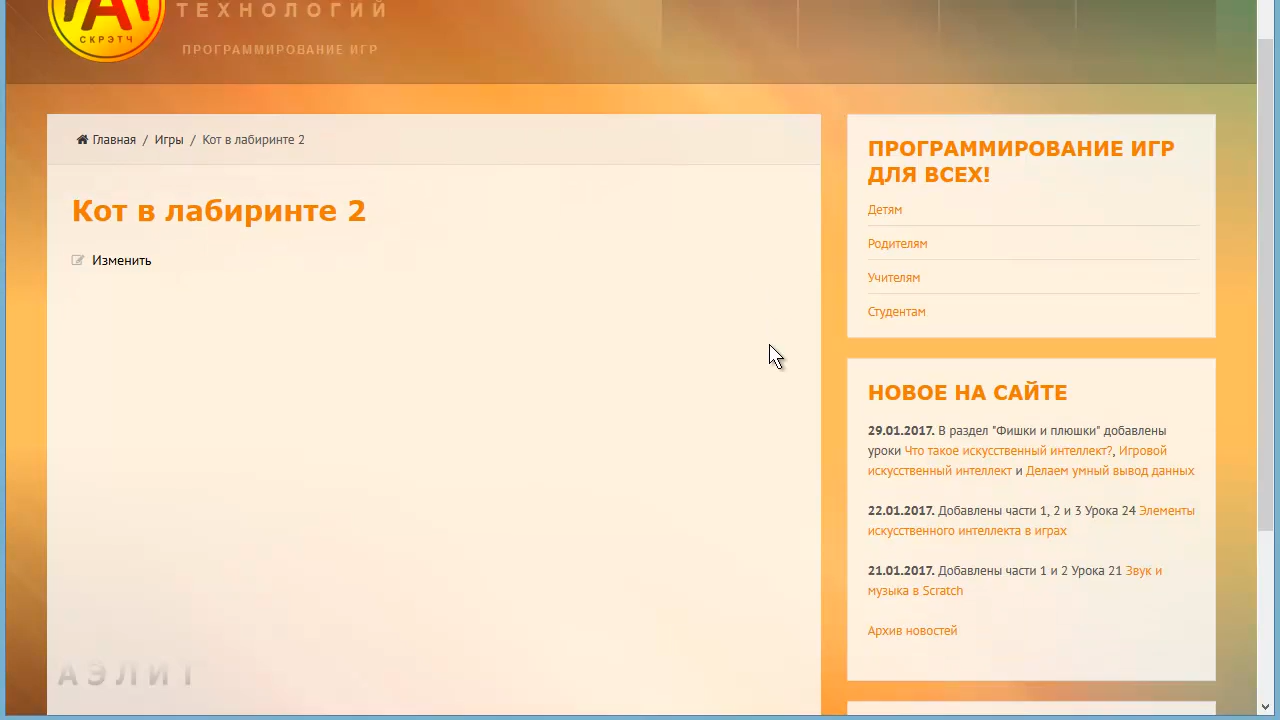 ТЕХНОЛОГИЙ
СКРЭТЧ
ПРОГРАММИРОВАНИЕ ИГР
Главная / Игры / Кот в лабиринте 2
Кот в лабиринте 2
Изменить
ПРОГРАММИРОВАНИЕ ИГР
ДЛЯ ВСЕХ!
Детям
Родителям
Учителям
Студентам
НОВОЕ НА САЙТЕ
29.01.2017. В раздел "Фишки и плюшки" добавлены
уроки Что такое искусственный интеллект?, Игровой
искусственный интеллект и Делаем умный вывод данных
22.01.2017. Добавлены части 1, 2 и 3 Урока 24 Элементы
искусственного интеллекта в играх
21.01.2017. Добавлены части 1 и 2 Урока 21 Звук и
музыка в Scratch
Архив новостей
АЭЛИТ